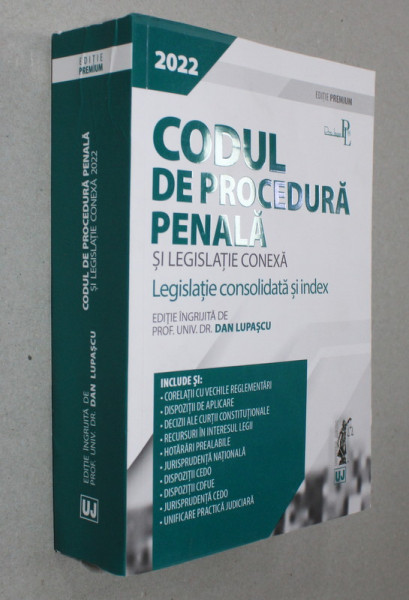 EDIȚIE
PREMIUM
CODUL DE PROCEDURĂ PENALĂ
ȘI LEGISLAȚIE CONEXĂ 2022
EDIȚIE ÎNGRIJITĂ DE
PROF. UNIV. DR. DAN LUPAȘCU
UJ
2022
EDIȚIE PREMIUM
CODUL
DE PROCEDURĂ
PENALĂ
ȘI LEGISLAȚIE CONEXĂ
Legislație consolidată și index
EDIȚIE ÎNGRIJITĂ DE
PROF. UNIV. DR. DAN LUPAȘCU
INCLUDE ȘI:
• CORELAȚII CU VECHILE REGLEMENTĂRI
• DISPOZIȚII DE APLICARE
• DECIZII ALE CURȚII CONSTITUȚIONALE
• RECURSURI ÎN INTERESUL LEGII
• HOTĂRÂRI PREALABILE
• JURISPRUDENȚĂ NAȚIONALĂ
• DISPOZIȚII CEDO
• DISPOZIȚII CDFUE
• JURISPRUDENȚĂ CEDO
• UNIFICARE PRACTICĂ JUDICIARĂ
UJ